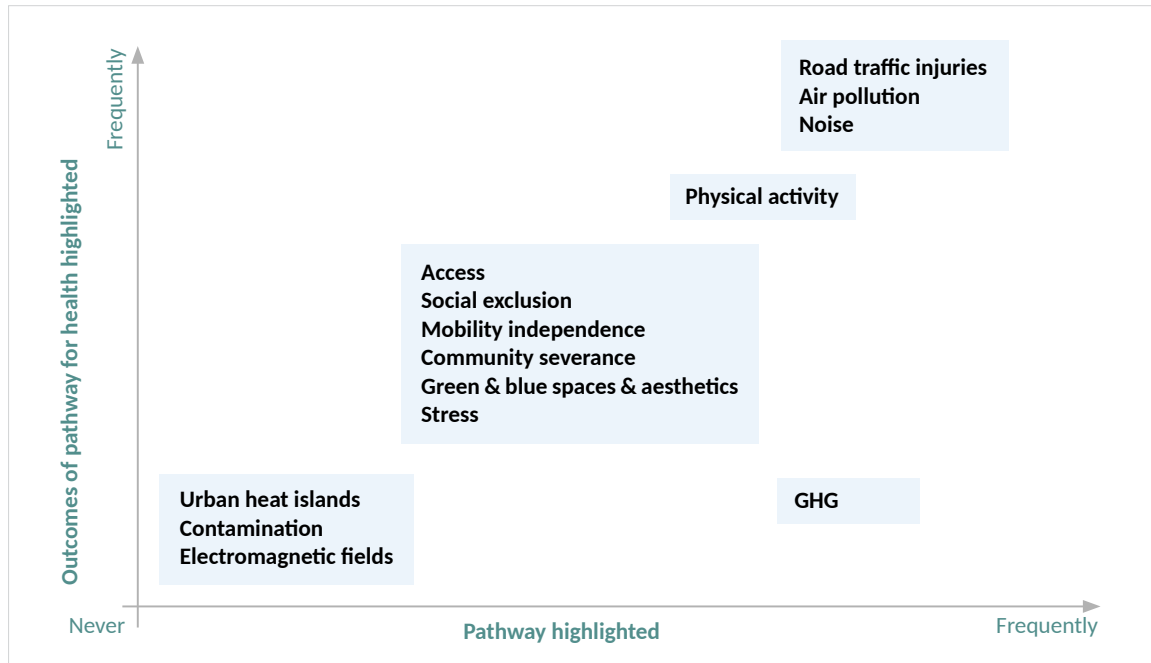 Frequently
Outcomes of pathway for health highlighted
Road traffic injuries
Air pollution
Noise
Physical activity
Access
Social exclusion
Mobility independence
Community severance
Green & blue spaces & aesthetics
Stress
Urban heat islands
Contamination
Electromagnetic fields
GHG
Never
Pathway highlighted
Frequently